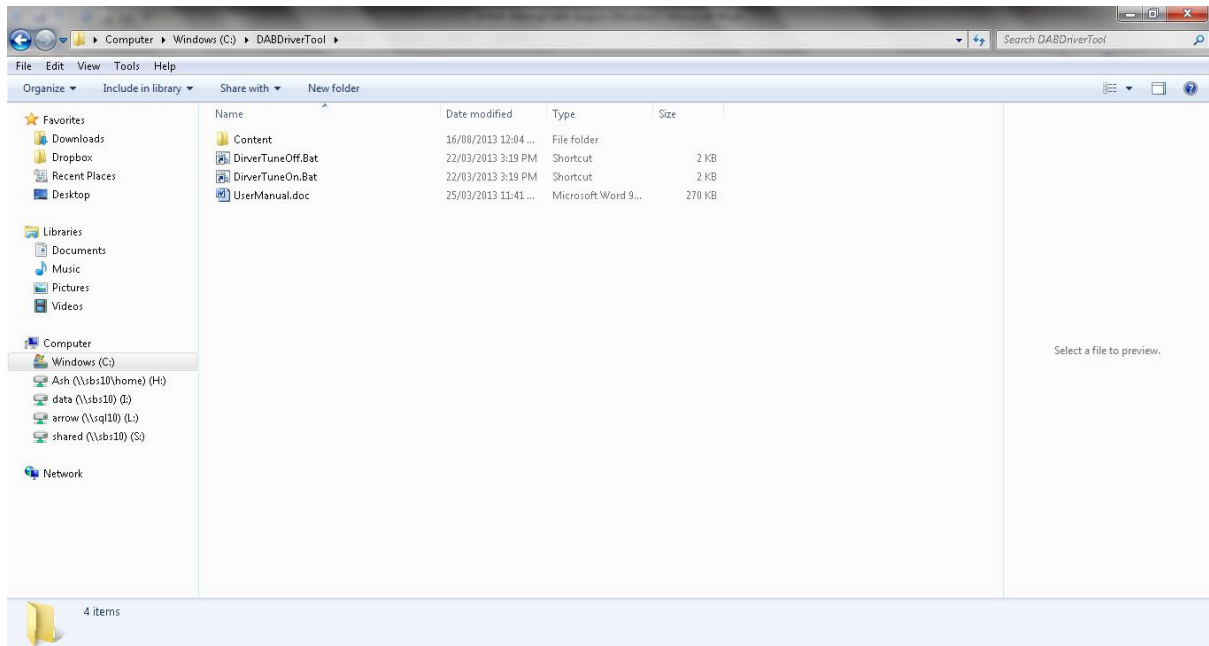 Computer ▸ Windows (C:) ▸ DABDriverTool ▸ Search DABDriverTool
File Edit View Tools Help
Organize Include in library Share with New folder
Name Date modified Type Size
Favorites
Downloads
Dropbox
Recent Places
Desktop
Libraries
Documents
Music
Pictures
Videos
Computer
Windows (C:)
Ash (\\sbs10\home) (H:)
data (\\sbs10) (I:)
arrow (\\sql10) (L:)
shared (\\sbs10) (S:)
Network
Content 16/08/2013 12:04 ... File folder
DirverTuneOff.Bat 22/03/2013 3:19 PM Shortcut 2 KB
DirverTuneOn.Bat 22/03/2013 3:19 PM Shortcut 2 KB
UserManual.doc 25/03/2013 11:41 ... Microsoft Word 9... 270 KB
Select a file to preview.
4 items